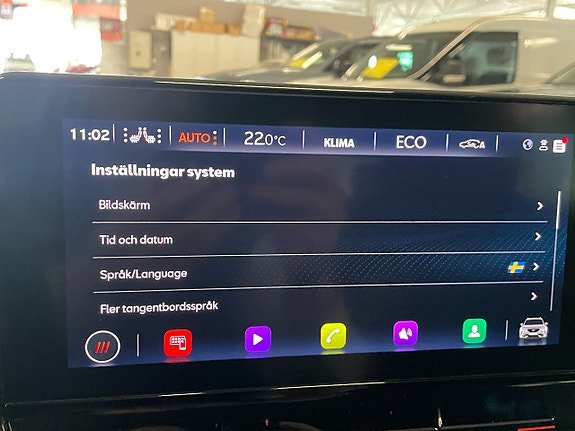 11:02 AUTO 22.0°C KLIMA ECO A
Inställningar system
Bildskärm
Tid och datum
Språk/Language
Fler tangentbordsspråk